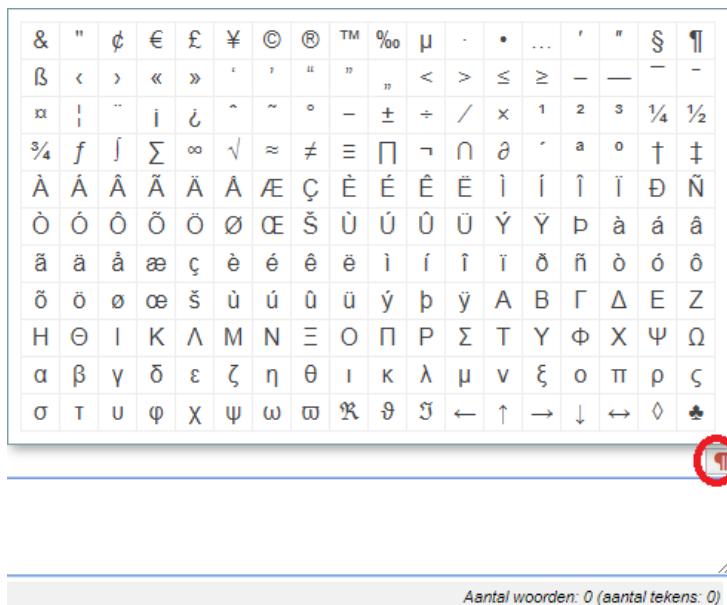 & " ¢ € £ ¥ © ® ™ ‰ µ · • … ′ ″ § ¶
ß ‹ › « » ‘ ’ “ ” „ < > ≤ ≥ – — ¯ ‾
¤ ¦ ¨ ¡ ¿ ˆ ˜ ° − ± ÷ ⁄ × ¹ ² ³ ¼ ½
¾ ƒ ∫ ∑ ∞ √ ≈ ≠ ≡ ∏ ¬ ∩ ∂ ´ ª º † ‡
À Á Â Ã Ä Å Æ Ç È É Ê Ë Ì Í Î Ï Ð Ñ
Ò Ó Ô Õ Ö Ø Œ Š Ù Ú Û Ü Ý Ÿ Þ à á â
ã ä å æ ç è é ê ë ì í î ï ð ñ ò ó ô
õ ö ø œ š ù ú û ü ý þ ÿ Α Β Γ Δ Ε Ζ
Η Θ Ι Κ Λ Μ Ν Ξ Ο Π Ρ Σ Τ Υ Φ Χ Ψ Ω
α β γ δ ε ζ η θ ι κ λ μ ν ξ ο π ρ ς
σ τ υ φ χ ψ ω ϖ ℜ ϑ ℑ ← ↑ → ↓ ↔ ◊ ♣
¶
Aantal woorden: 0 (aantal tekens: 0)